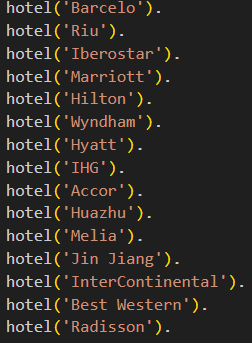 hotel('Barcelo').
hotel('Riu').
hotel('Iberostar').
hotel('Marriott').
hotel('Hilton').
hotel('Wyndham').
hotel('Hyatt').
hotel('IHG').
hotel('Accor').
hotel('Huazhu').
hotel('Melia').
hotel('Jin Jiang').
hotel('InterContinental').
hotel('Best Western').
hotel('Radisson').